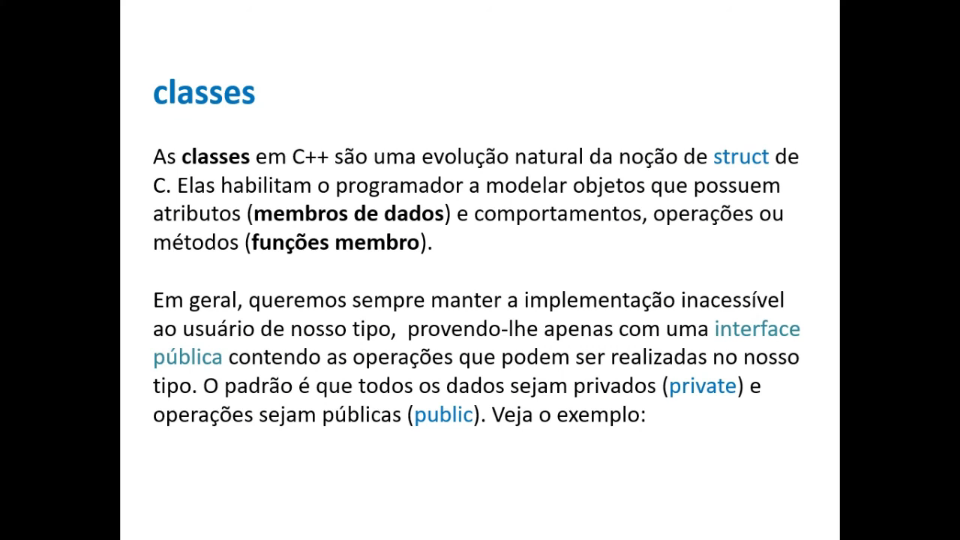 classes
As classes em C++ são uma evolução natural da noção de struct de
C. Elas habilitam o programador a modelar objetos que possuem
atributos (membros de dados) e comportamentos, operações ou
métodos (funções membro).
Em geral, queremos sempre manter a implementação inacessível
ao usuário de nosso tipo, provendo-lhe apenas com uma interface
pública contendo as operações que podem ser realizadas no nosso
tipo. O padrão é que todos os dados sejam privados (private) e
operações sejam públicas (public). Veja o exemplo: